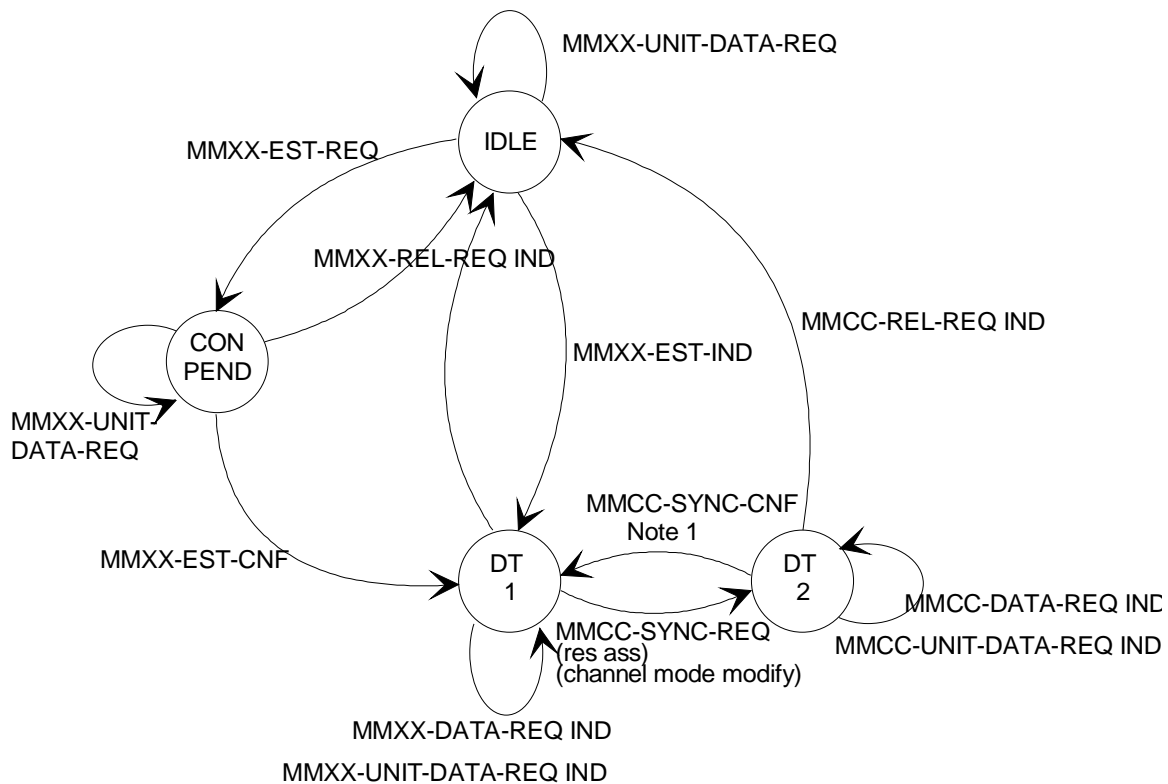 MMXX-UNIT-DATA-REQ
IDLE
MMXX-EST-REQ
MMXX-REL-REQ IND
MMCC-REL-REQ IND
CON
PEND
MMXX-EST-IND
MMXX-UNIT-
DATA-REQ
MMCC-SYNC-CNF
Note 1
MMXX-EST-CNF
DT
1
DT
2
MMCC-DATA-REQ IND
MMCC-SYNC-REQ
(res ass)
(channel mode modify)
MMCC-UNIT-DATA-REQ IND
MMXX-DATA-REQ IND
MMXX-UNIT-DATA-REQ IND